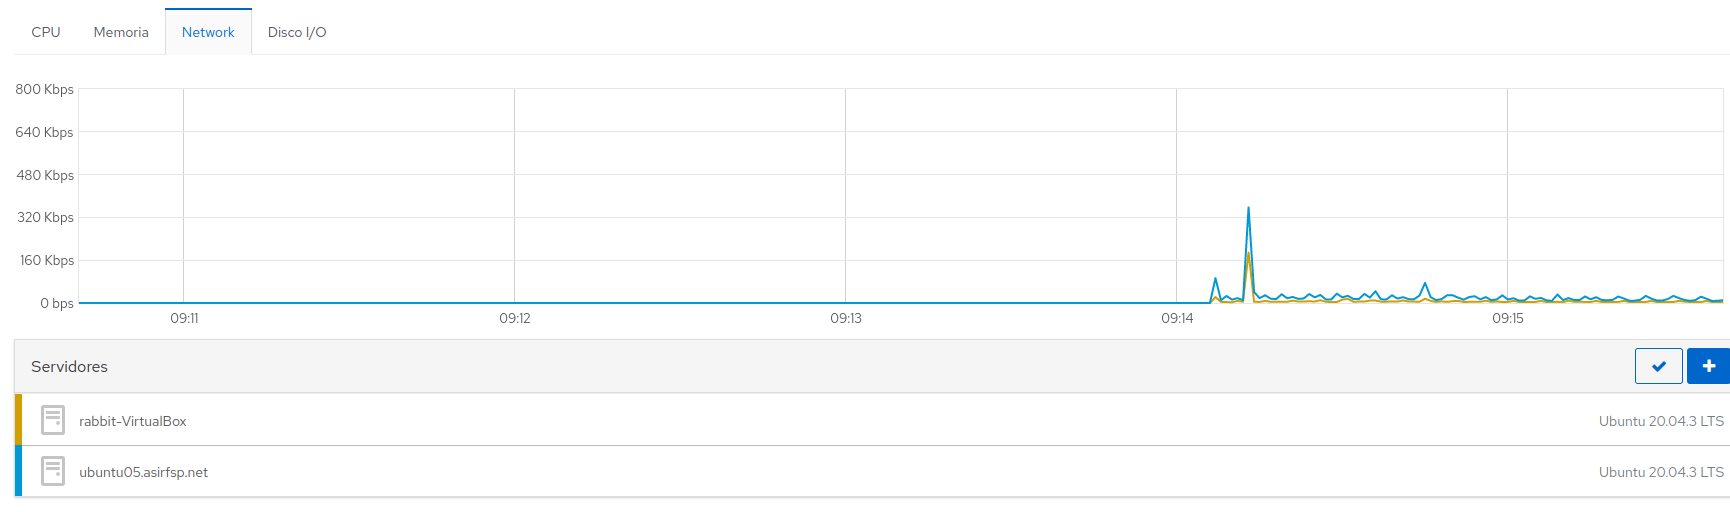 CPU Memoria Network Disco I/O
800 Kbps
640 Kbps
480 Kbps
320 Kbps
160 Kbps
0 bps
09:11 09:12 09:13 09:14 09:15
Servidores
rabbit-VirtualBox Ubuntu 20.04.3 LTS
ubuntu05.asirfsp.net Ubuntu 20.04.3 LTS